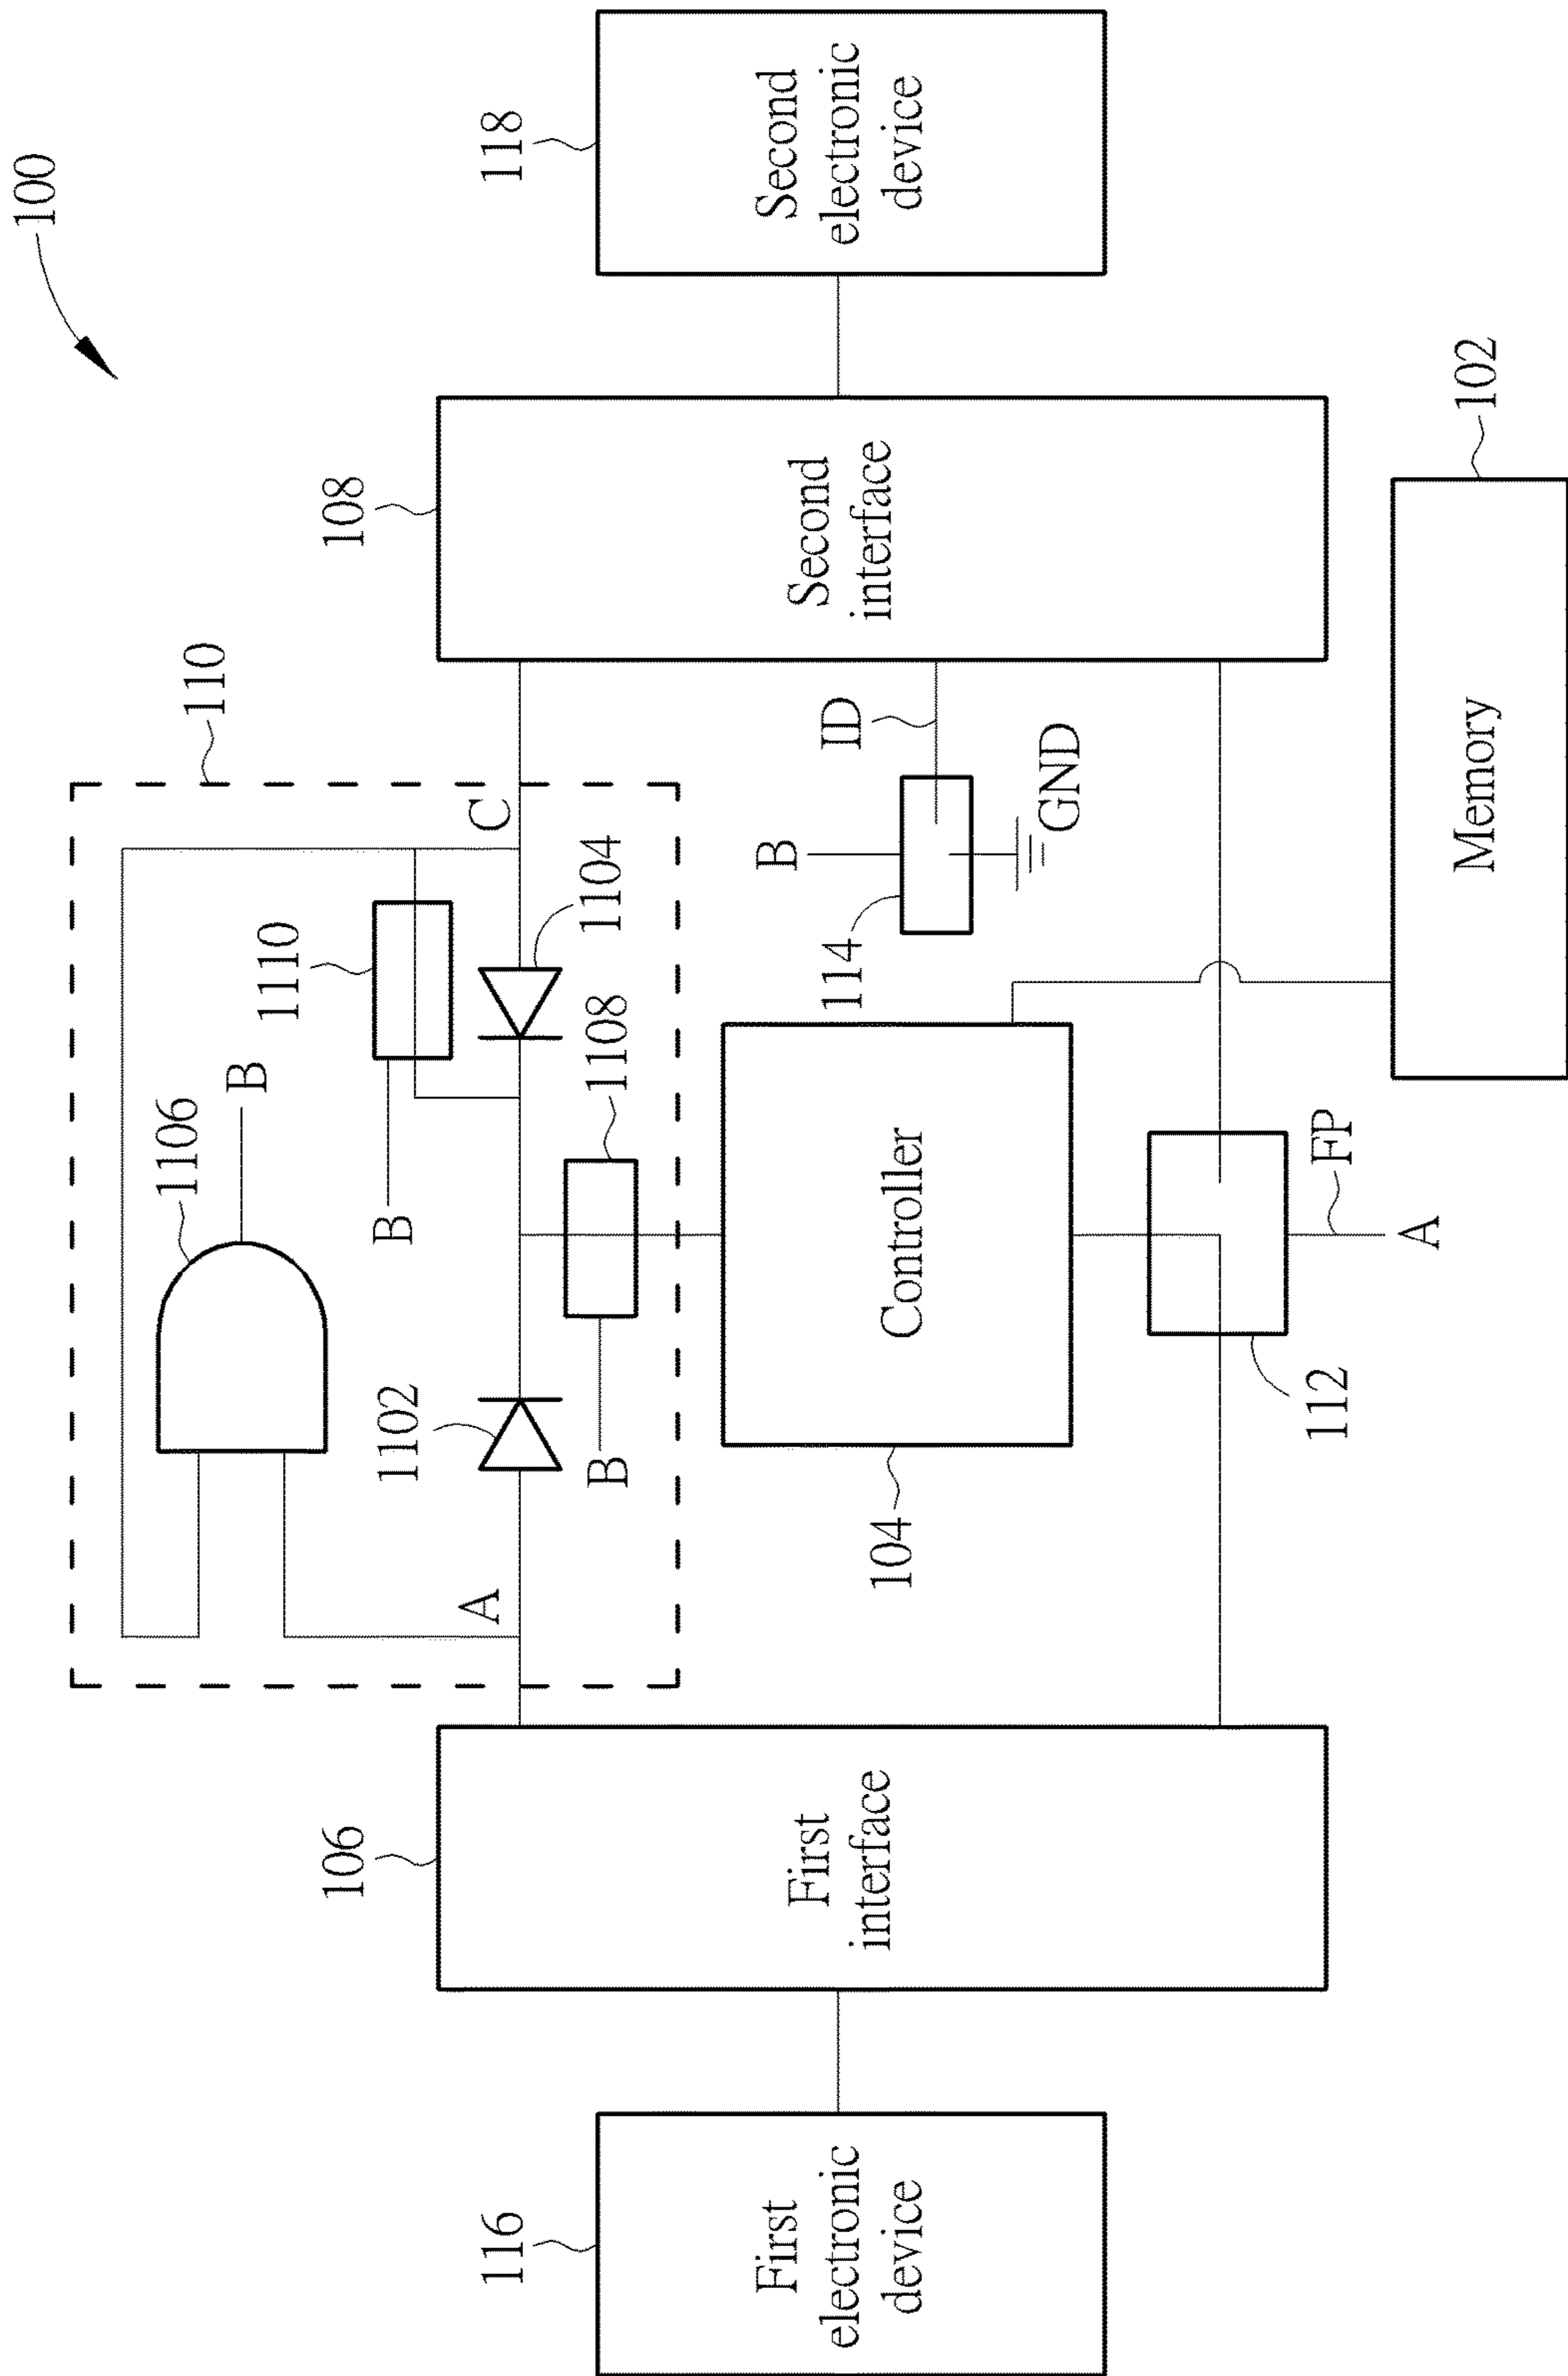 100
110
1106
B
1110
B
A
1102
C
1104
B
1108
116
First
electronic
device
106
First
interface
104
Controller
B
114
ID
GND
108
Second
interface
118
Second
electronic
device
112
FP
A
Memory
102